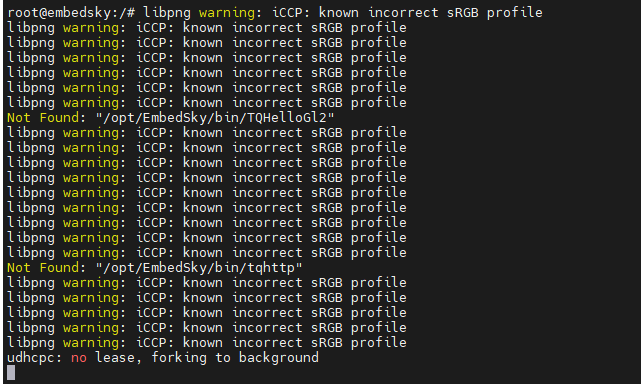 root@embedsky:/# libpng warning: iCCP: known incorrect sRGB profile
libpng warning: iCCP: known incorrect sRGB profile
libpng warning: iCCP: known incorrect sRGB profile
libpng warning: iCCP: known incorrect sRGB profile
libpng warning: iCCP: known incorrect sRGB profile
libpng warning: iCCP: known incorrect sRGB profile
libpng warning: iCCP: known incorrect sRGB profile
Not Found: "/opt/EmbedSky/bin/TQHelloGl2"
libpng warning: iCCP: known incorrect sRGB profile
libpng warning: iCCP: known incorrect sRGB profile
libpng warning: iCCP: known incorrect sRGB profile
libpng warning: iCCP: known incorrect sRGB profile
libpng warning: iCCP: known incorrect sRGB profile
libpng warning: iCCP: known incorrect sRGB profile
libpng warning: iCCP: known incorrect sRGB profile
libpng warning: iCCP: known incorrect sRGB profile
libpng warning: iCCP: known incorrect sRGB profile
Not Found: "/opt/EmbedSky/bin/tqhttp"
libpng warning: iCCP: known incorrect sRGB profile
libpng warning: iCCP: known incorrect sRGB profile
libpng warning: iCCP: known incorrect sRGB profile
libpng warning: iCCP: known incorrect sRGB profile
libpng warning: iCCP: known incorrect sRGB profile
udhcpc: no lease, forking to background